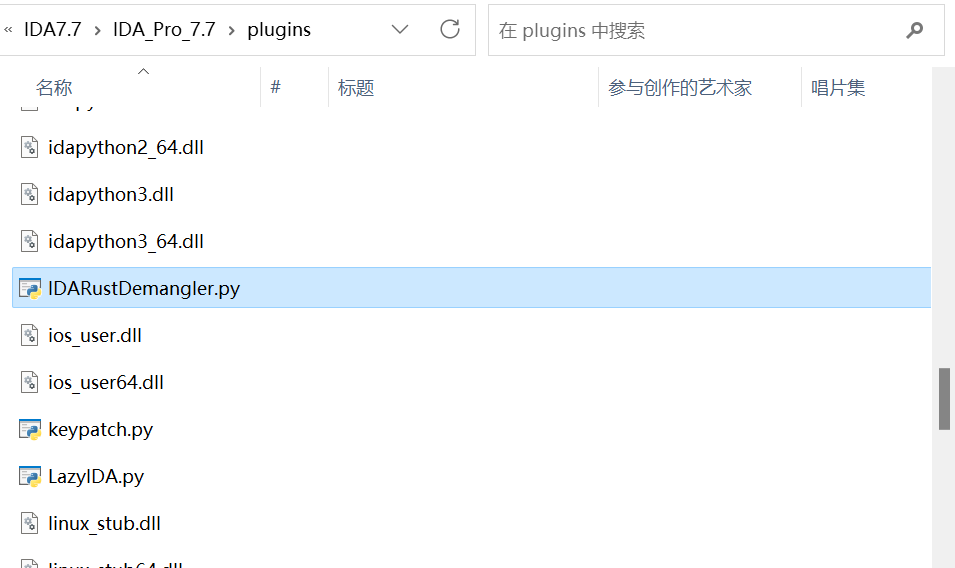 « IDA7.7 › IDA_Pro_7.7 › plugins 在 plugins 中搜索
名称 # 标题 参与创作的艺术家 唱片集
idapython2_64.dll
idapython3.dll
idapython3_64.dll
IDARustDemangler.py
ios_user.dll
ios_user64.dll
keypatch.py
LazyIDA.py
linux_stub.dll
linux_stub64.dll